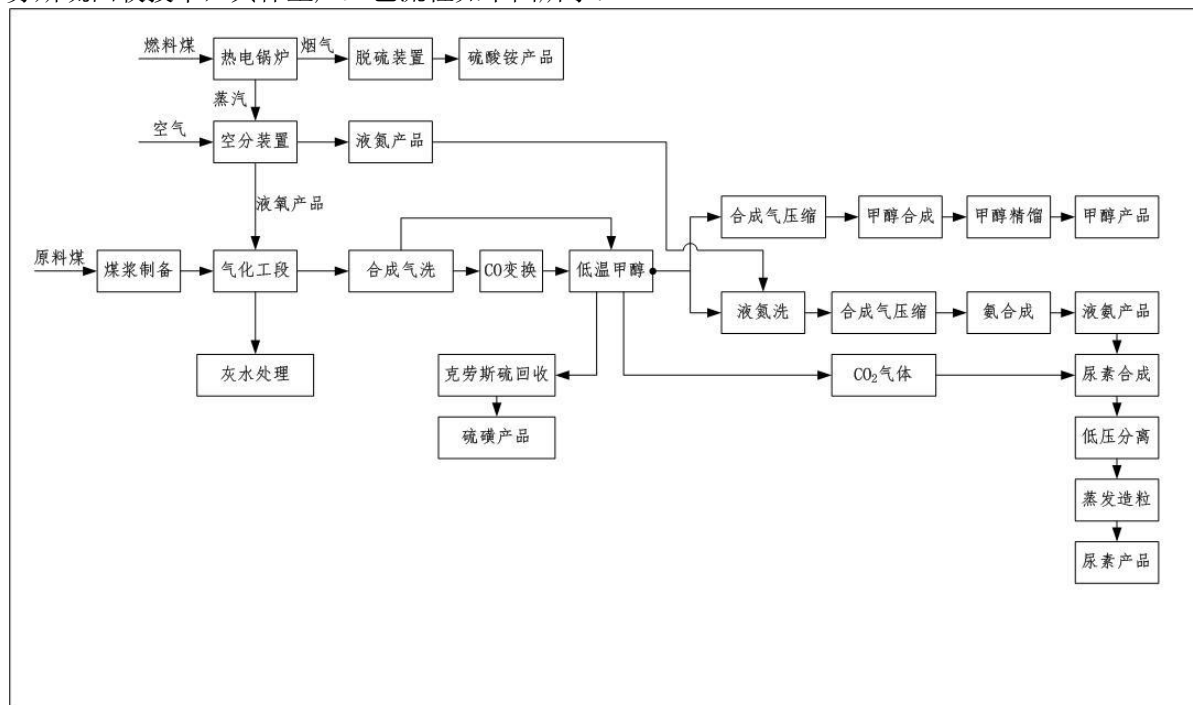 燃料煤
热电锅炉
烟气
脱硫装置
硫酸铵产品
蒸汽
空气
空分装置
液氮产品
液氧产品
合成气压缩
甲醇合成
甲醇精馏
甲醇产品
原料煤
煤浆制备
气化工段
合成气洗
CO变换
低温甲醇
液氮洗
合成气压缩
氨合成
液氨产品
灰水处理
克劳斯硫回收
CO₂气体
尿素合成
硫磺产品
低压分离
蒸发造粒
尿素产品